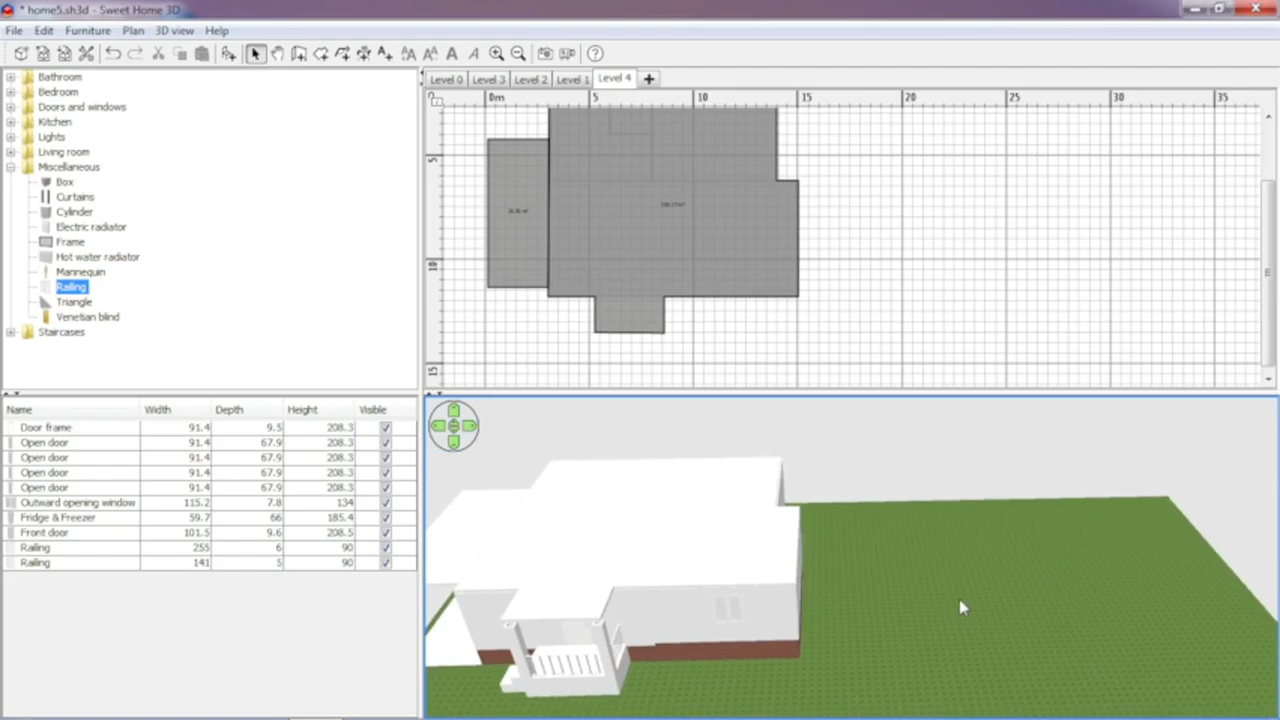 * home5.sh3d - Sweet Home 3D
File Edit Furniture Plan 3D view Help
Level 0 Level 3 Level 2 Level 1 Level 4
0m 5 10 15 20 25 30 35
5
10
15
Bathroom
Bedroom
Doors and windows
Kitchen
Lights
Living room
Miscellaneous
Box
Curtains
Cylinder
Electric radiator
Frame
Hot water radiator
Mannequin
Railing
Triangle
Venetian blind
Staircases
Name Width Depth Height Visible
Door frame 91.4 9.5 208.3
Open door 91.4 67.9 208.3
Open door 91.4 67.9 208.3
Open door 91.4 67.9 208.3
Open door 91.4 67.9 208.3
Outward opening window 115.2 7.8 134
Fridge & Freezer 59.7 66 185.4
Front door 101.5 9.6 208.5
Railing 255 6 90
Railing 141 5 90